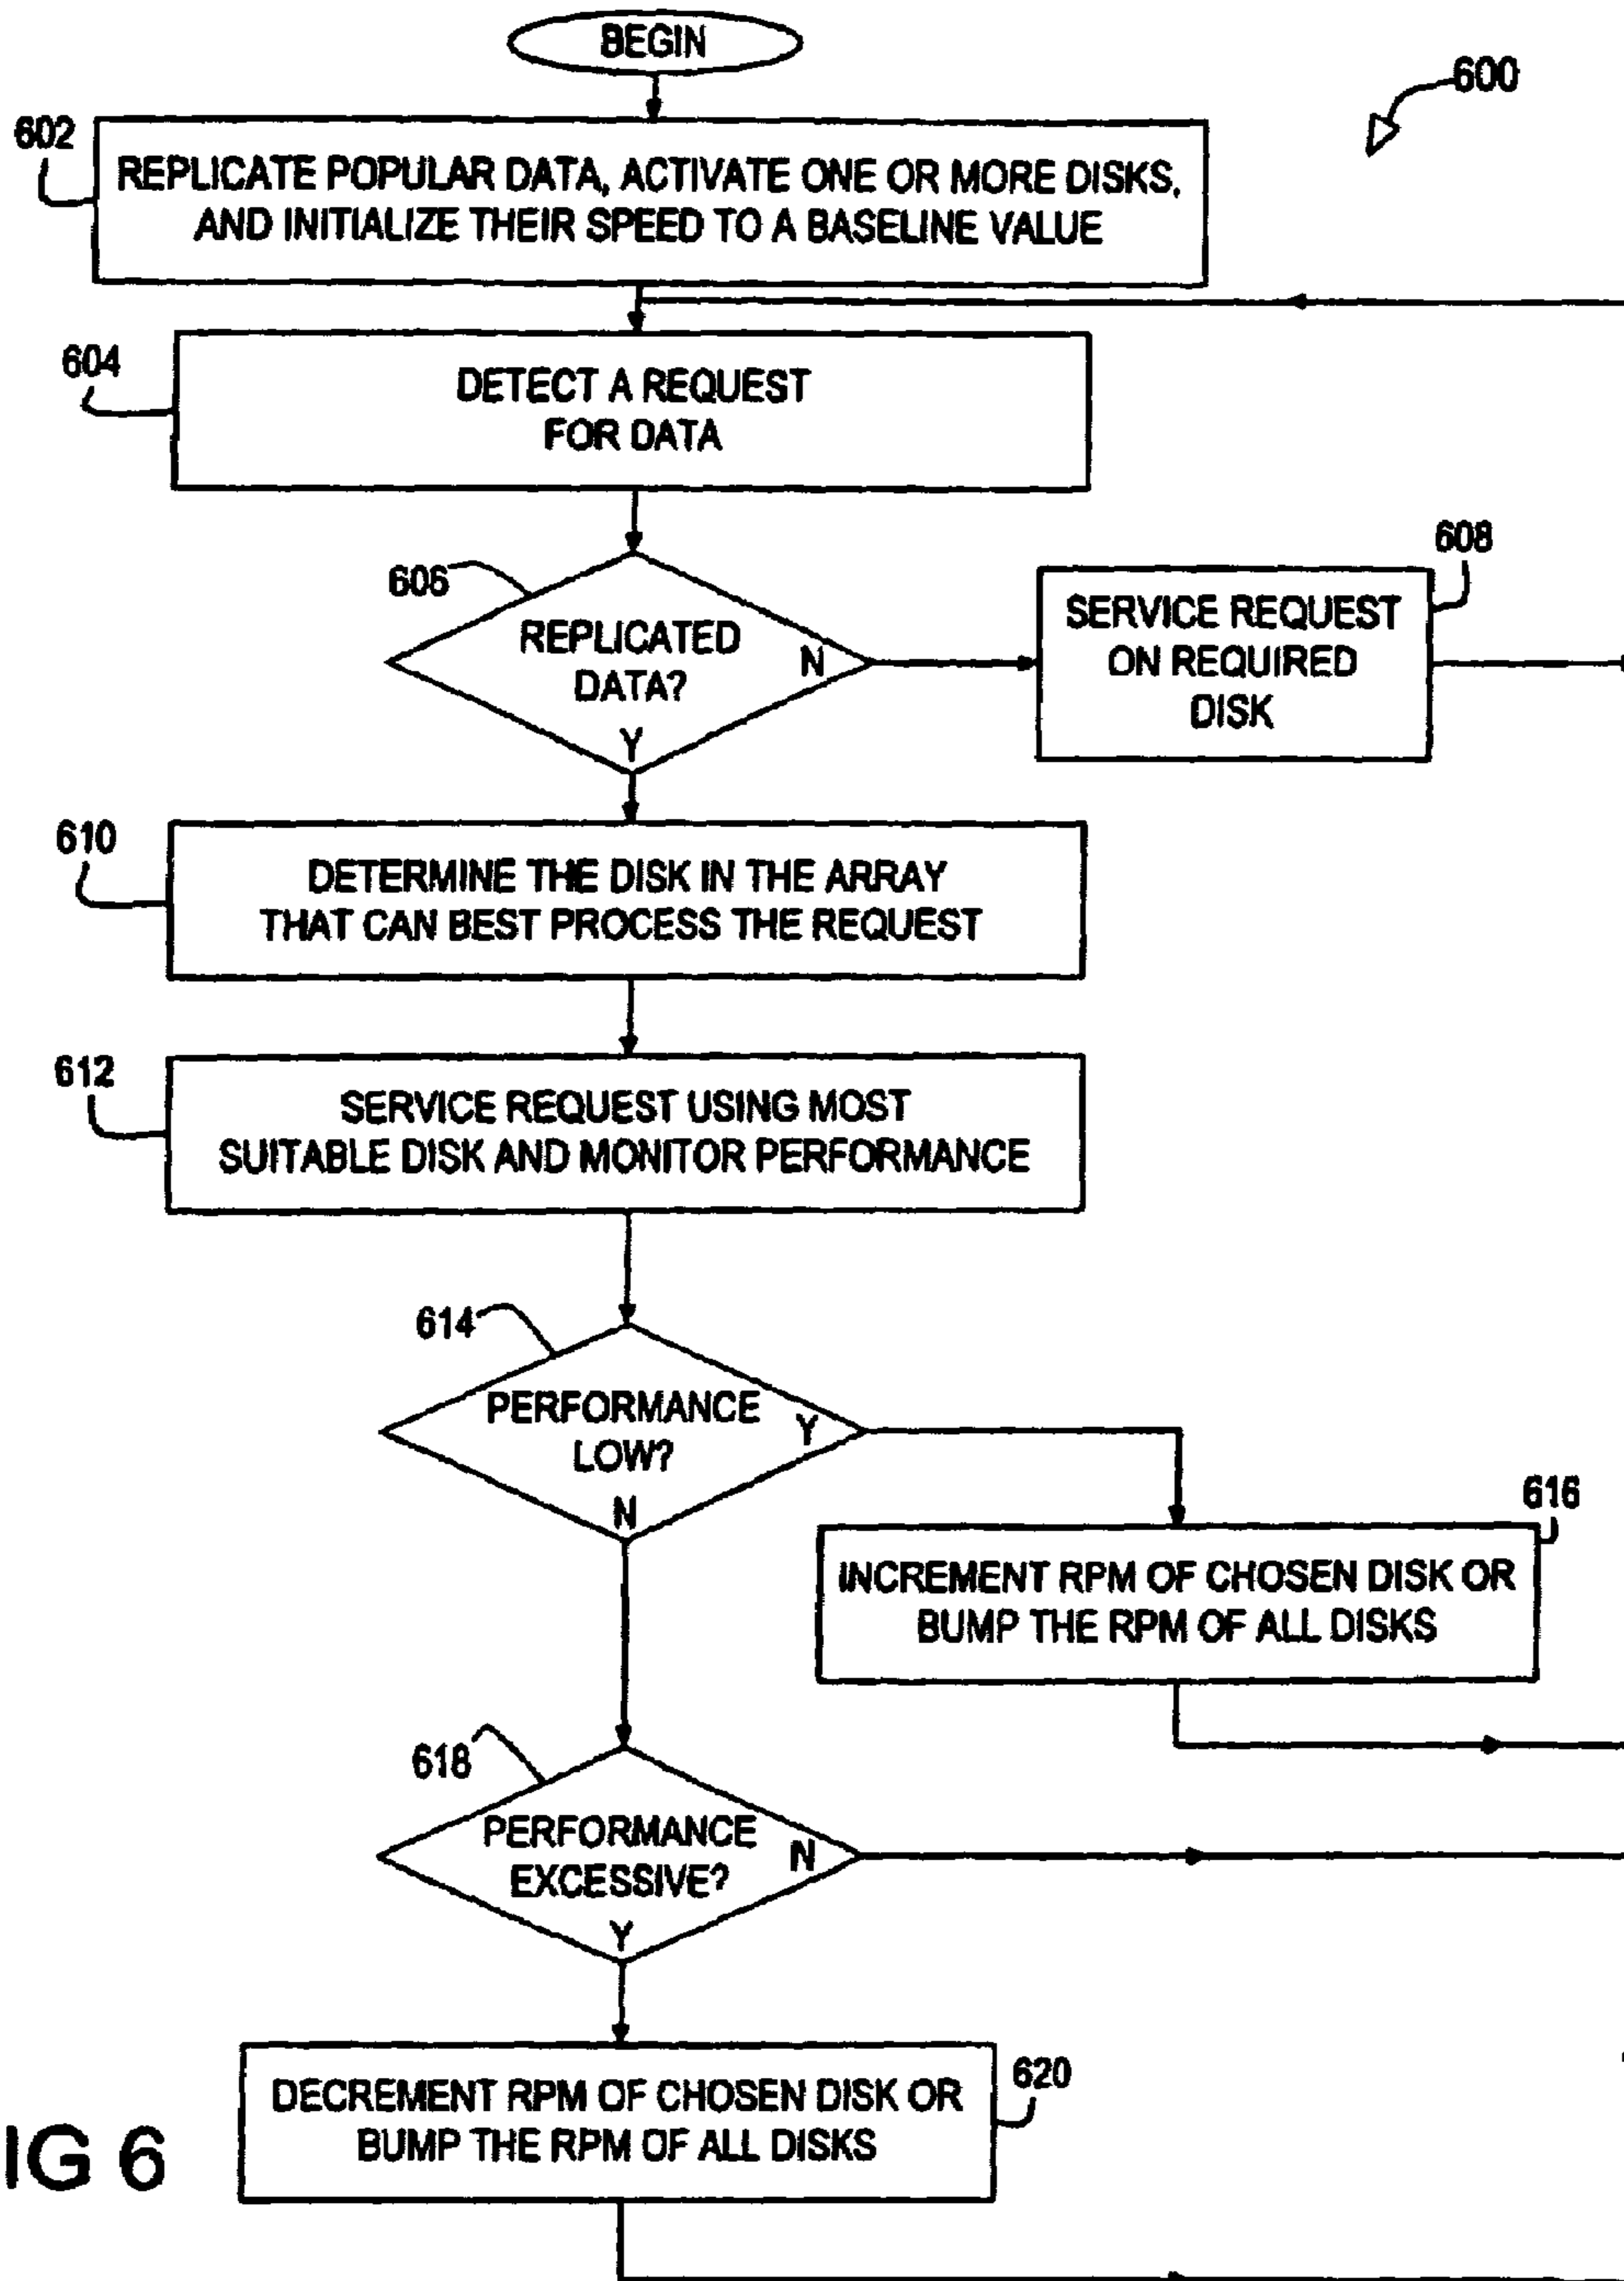 BEGIN
600
602
REPLICATE POPULAR DATA, ACTIVATE ONE OR MORE DISKS,
AND INITIALIZE THEIR SPEED TO A BASELINE VALUE
604
DETECT A REQUEST
FOR DATA
606
REPLICATED
DATA?
N
Y
608
SERVICE REQUEST
ON REQUIRED
DISK
610
DETERMINE THE DISK IN THE ARRAY
THAT CAN BEST PROCESS THE REQUEST
612
SERVICE REQUEST USING MOST
SUITABLE DISK AND MONITOR PERFORMANCE
614
PERFORMANCE
LOW?
Y
N
616
INCREMENT RPM OF CHOSEN DISK OR
BUMP THE RPM OF ALL DISKS
618
PERFORMANCE
EXCESSIVE?
N
Y
620
DECREMENT RPM OF CHOSEN DISK OR
BUMP THE RPM OF ALL DISKS
IG 6